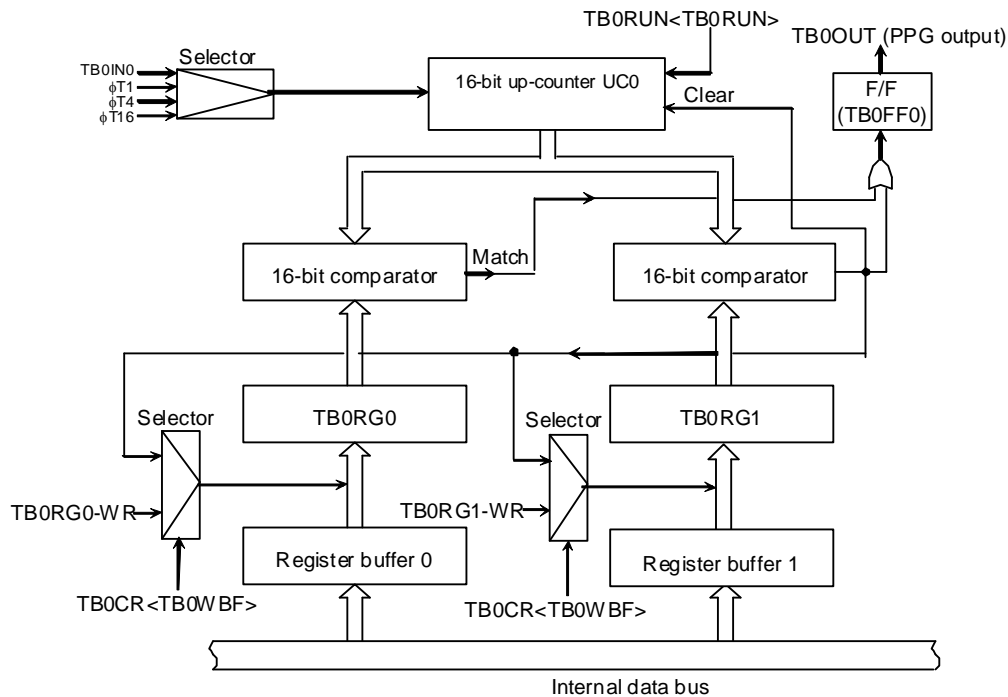 TB0RUN<TB0RUN>
TB0OUT (PPG output)
Selector
TB0IN0
φT1
φT4
φT16
16-bit up-counter UC0
Clear
F/F
(TB0FF0)
16-bit comparator
Match
16-bit comparator
Selector
TB0RG0
Selector
TB0RG1
TB0RG0-WR
TB0RG1-WR
Register buffer 0
Register buffer 1
TB0CR<TB0WBF>
TB0CR<TB0WBF>
Internal data bus